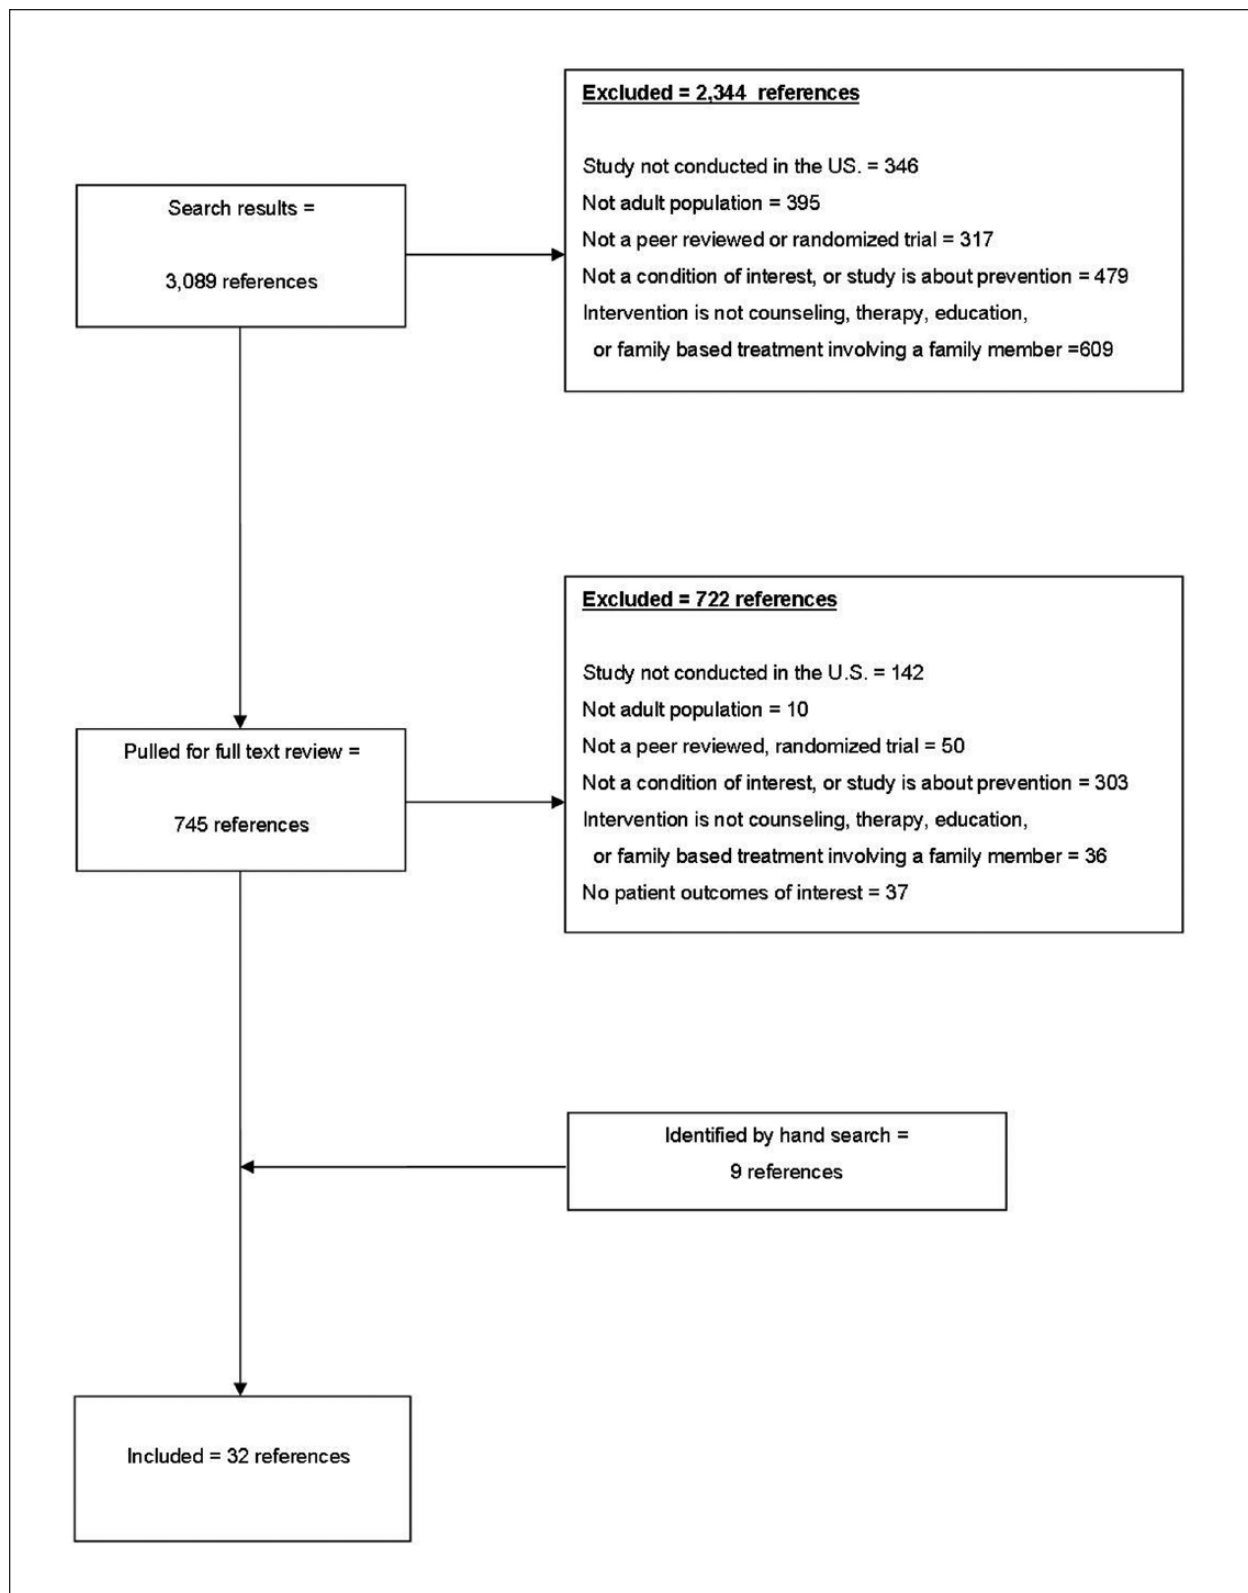 Excluded = 2,344 references
Study not conducted in the US. = 346
Not adult population = 395
Not a peer reviewed or randomized trial = 317
Not a condition of interest, or study is about prevention = 479
Intervention is not counseling, therapy, education,
or family based treatment involving a family member =609
Search results =
3,089 references
Excluded = 722 references
Study not conducted in the U.S. = 142
Not adult population = 10
Not a peer reviewed, randomized trial = 50
Not a condition of interest, or study is about prevention = 303
Intervention is not counseling, therapy, education,
or family based treatment involving a family member = 36
No patient outcomes of interest = 37
Pulled for full text review =
745 references
Identified by hand search =
9 references
Included = 32 references